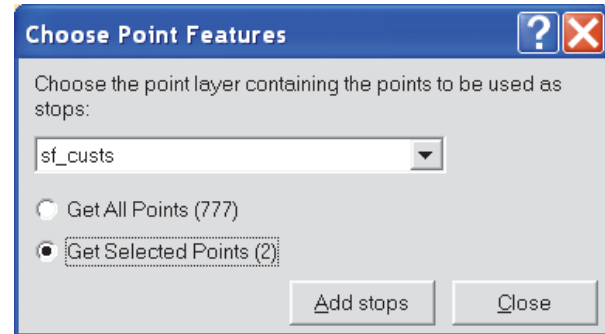 Choose Point Features
Choose the point layer containing the points to be used as
stops:
sf_custs
Get All Points (777)
Get Selected Points (2)
Add stops
Close